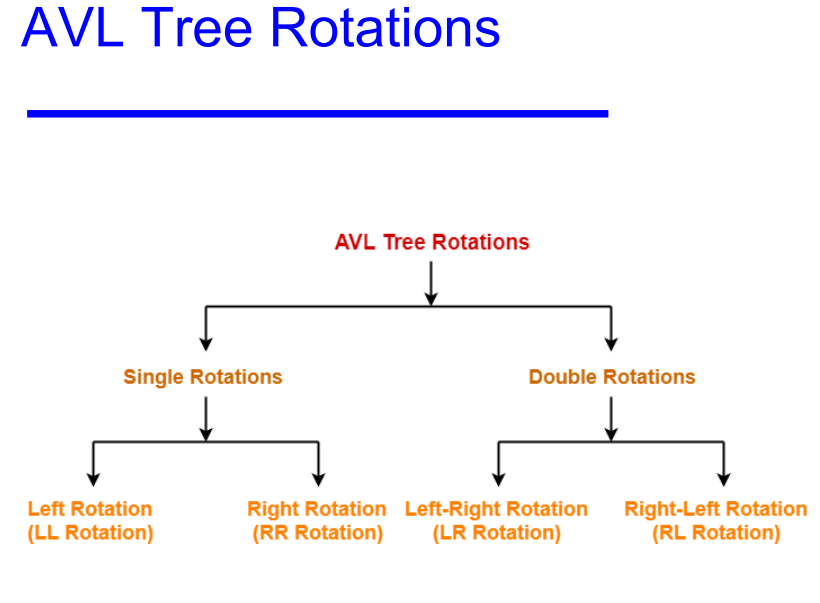 AVL Tree Rotations
AVL Tree Rotations
Single Rotations
Double Rotations
Left Rotation
(LL Rotation)
Right Rotation
(RR Rotation)
Left-Right Rotation
(LR Rotation)
Right-Left Rotation
(RL Rotation)